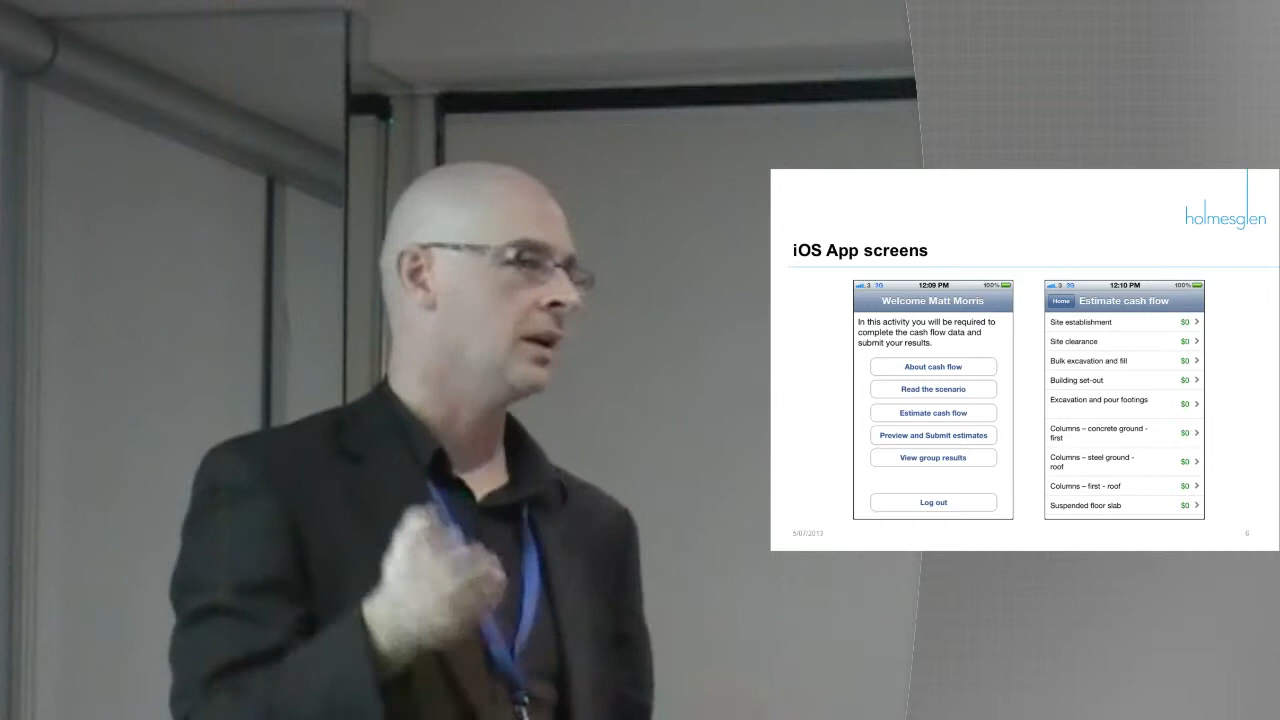 holmesglen
iOS App screens
3 3G 12:09 PM 100%
Welcome Matt Morris
In this activity you will be required to
complete the cash flow data and
submit your results.
About cash flow
Read the scenario
Estimate cash flow
Preview and Submit estimates
View group results
Log out
3 3G 12:10 PM 100%
Home Estimate cash flow
Site establishment $0
Site clearance $0
Bulk excavation and fill $0
Building set-out $0
Excavation and pour footings $0
Columns – concrete ground -
first $0
Columns – steel ground -
roof $0
Columns – first - roof $0
Suspended floor slab $0
5/07/2013 6